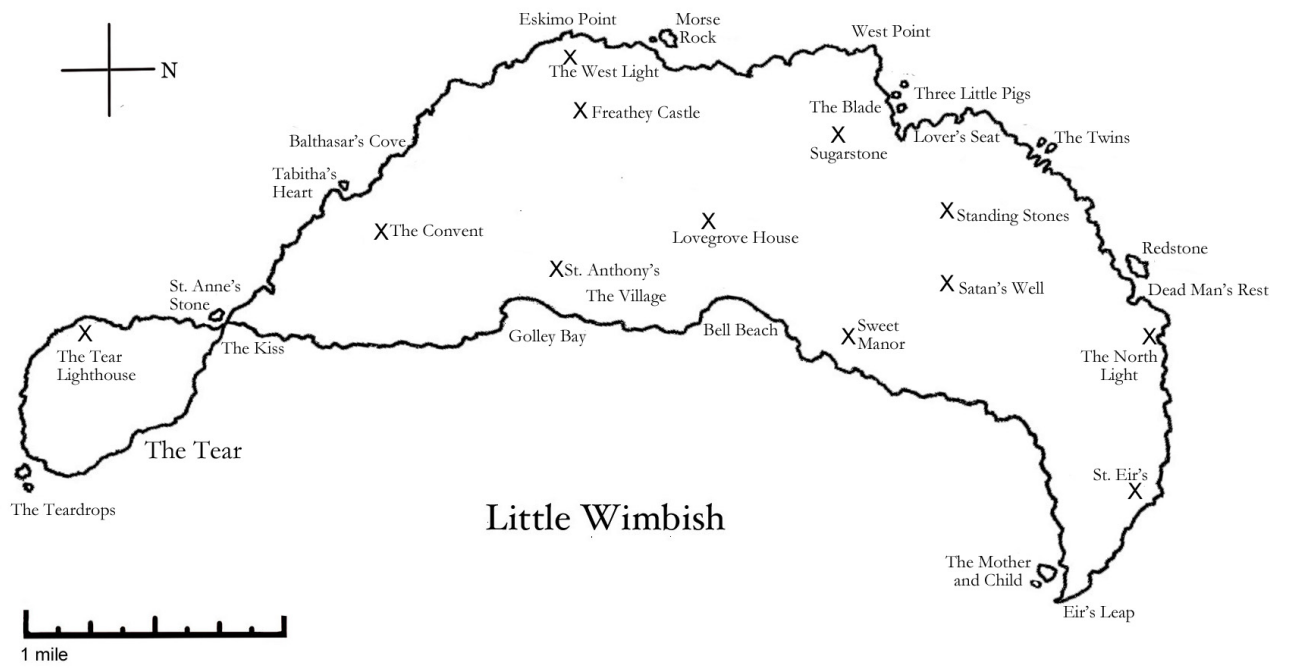 Eskimo Point
Morse
Rock
West Point
N
The West Light
Three Little Pigs
The Blade
Freathey Castle
Balthasar's Cove
Lover's Seat
The Twins
Sugarstone
Tabitha's
Heart
Standing Stones
The Convent
Lovegrove House
Redstone
St. Anthony's
St. Anne's
Stone
Satan's Well
Dead Man's Rest
The Village
Golley Bay
Bell Beach
Sweet
Manor
The Kiss
The Tear
Lighthouse
The North
Light
The Tear
St. Eir's
The Teardrops
Little Wimbish
The Mother
and Child
Eir's Leap
1 mile